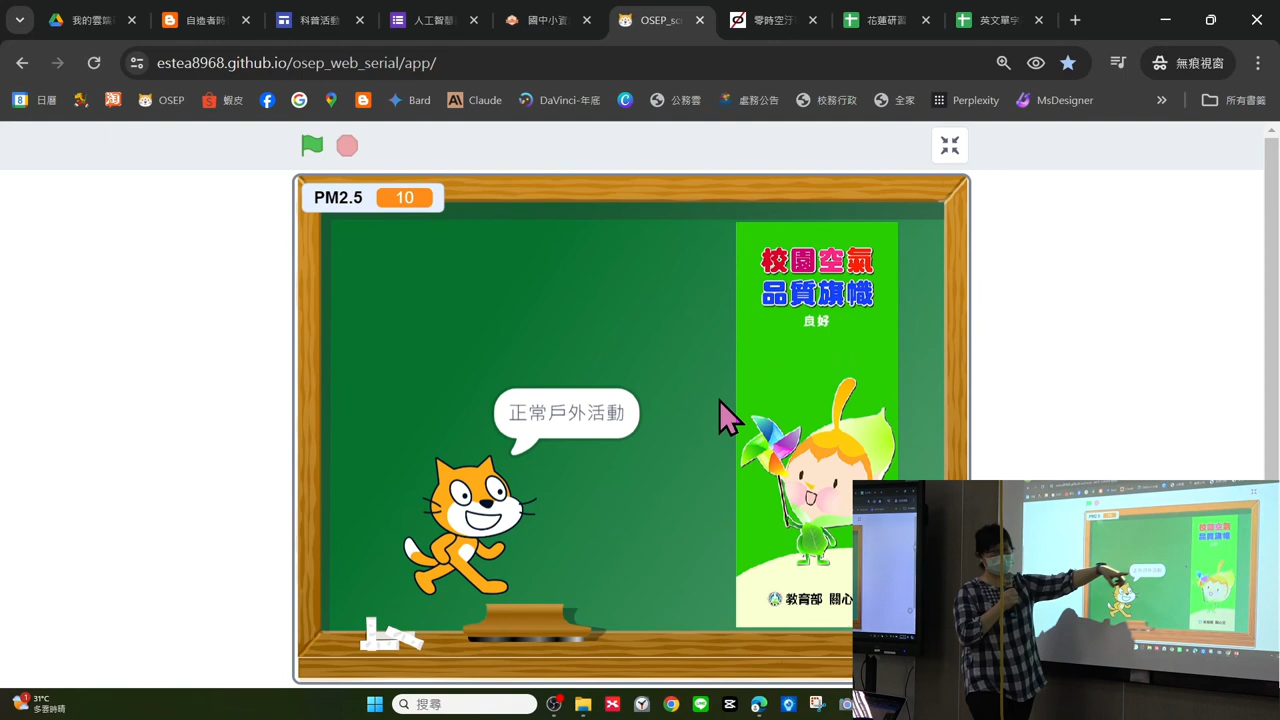 我的雲端硬
自造者時代
科普活動
人工智慧
國中小資
OSEP_sc
零時空汙
花蓮研習
英文單字
estea8968.github.io/osep_web_serial/app/
無痕視窗
日曆
淘
OSEP
蝦皮
Bard
Claude
DaVinci-年底
公務雲
處務公告
校務行政
全家
Perplexity
MsDesigner
所有書籤
PM2.5 10
校園空氣
品質旗幟
良好
正常戶外活動
教育部 關心
31°C
多雲時晴
搜尋